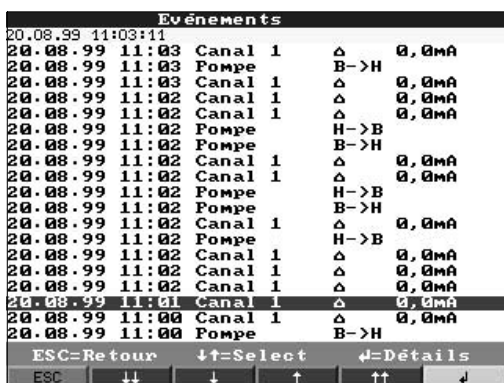 Evénements
20.08.99 11:03:11
20.08.99 11:03 Canal 1 △ 0,0mA
20.08.99 11:03 Pompe B->H
20.08.99 11:03 Canal 1 △ 0,0mA
20.08.99 11:02 Canal 1 △ 0,0mA
20.08.99 11:02 Canal 1 △ 0,0mA
20.08.99 11:02 Pompe H->B
20.08.99 11:02 Pompe B->H
20.08.99 11:02 Canal 1 △ 0,0mA
20.08.99 11:02 Canal 1 △ 0,0mA
20.08.99 11:02 Pompe H->B
20.08.99 11:02 Pompe B->H
20.08.99 11:02 Canal 1 △ 0,0mA
20.08.99 11:02 Pompe H->B
20.08.99 11:02 Canal 1 △ 0,0mA
20.08.99 11:02 Canal 1 △ 0,0mA
20.08.99 11:02 Canal 1 △ 0,0mA
20.08.99 11:01 Canal 1 △ 0,0mA
20.08.99 11:00 Canal 1 △ 0,0mA
20.08.99 11:00 Pompe B->H
ESC=Retour ↓↑=Select ↲=Détails
ESC ↓↓ ↓ ↑ ↑↑ ↲